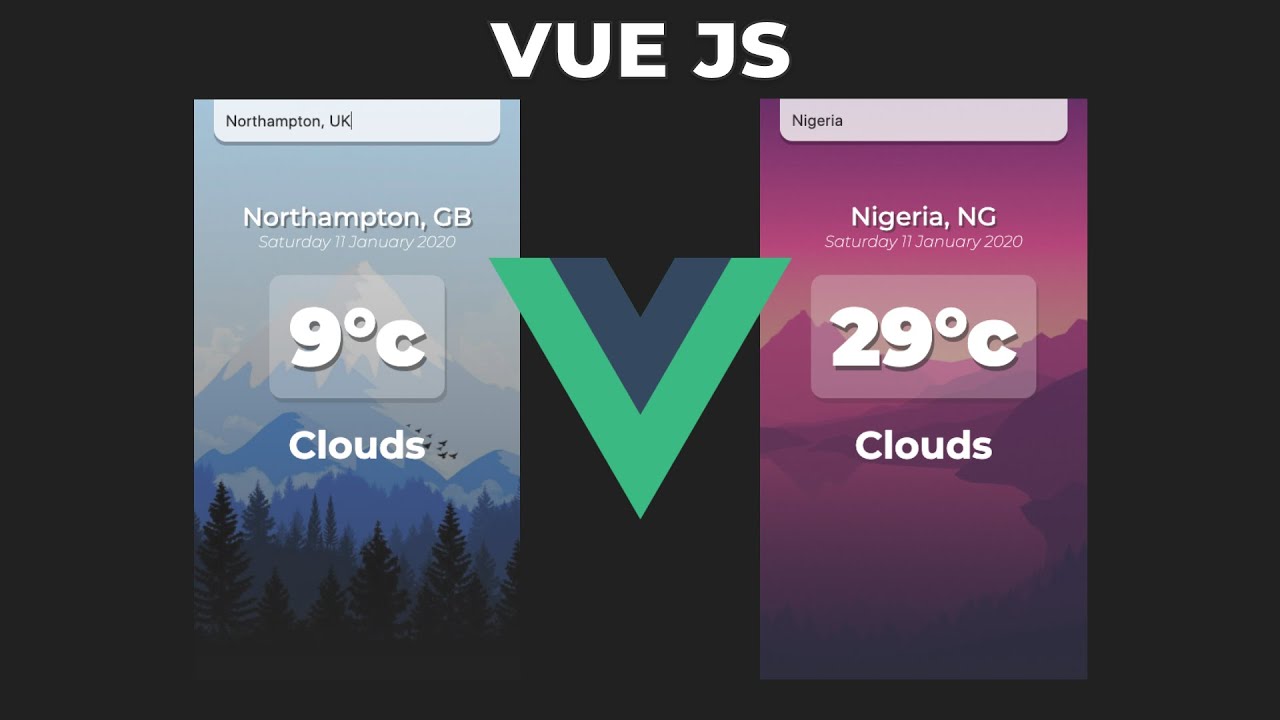 VUE JS
Northampton, UK
Northampton, GB
Saturday 11 January 2020
9°c
Clouds
Nigeria
Nigeria, NG
Saturday 11 January 2020
29°c
Clouds